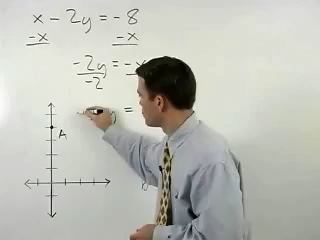 x - 2y = -8
-x -x
-2y = -x
-2
y =
A